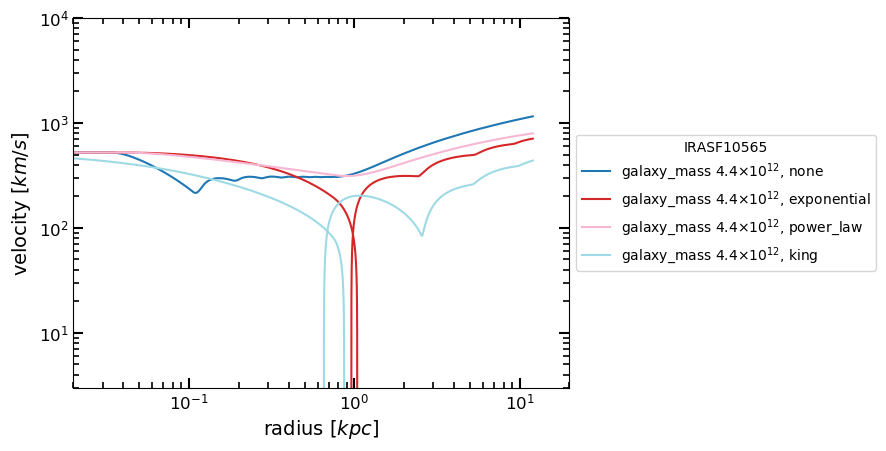 10⁴
10³
10²
10¹
velocity [km/s]
10⁻¹
10⁰
10¹
radius [kpc]
IRASF10565
galaxy_mass 4.4×10¹², none
galaxy_mass 4.4×10¹², exponential
galaxy_mass 4.4×10¹², power_law
galaxy_mass 4.4×10¹², king